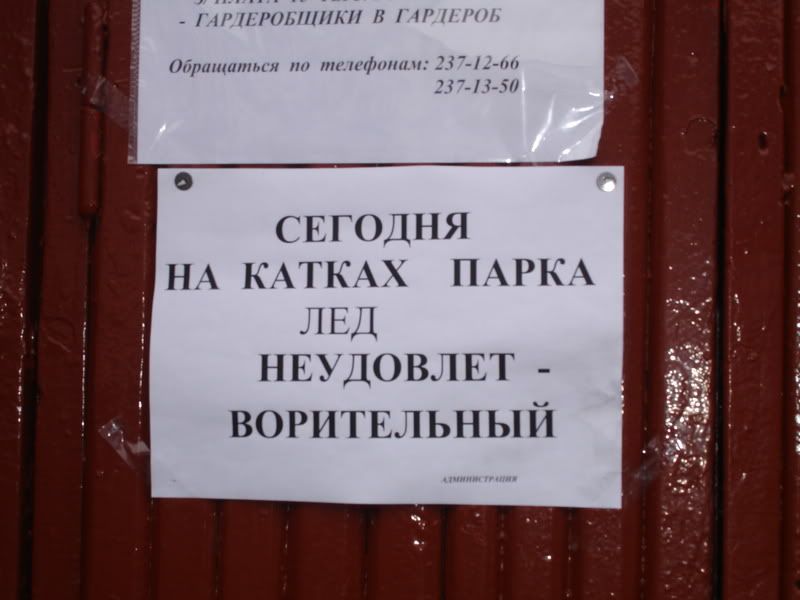 - ГАРДЕРОБЩИКИ В ГАРДЕРОБ
Обращаться по телефонам: 237-12-66
237-13-50
СЕГОДНЯ
НА КАТКАХ ПАРКА
ЛЕД
НЕУДОВЛЕТ -
ВОРИТЕЛЬНЫЙ
АДМИНИСТРАЦИЯ